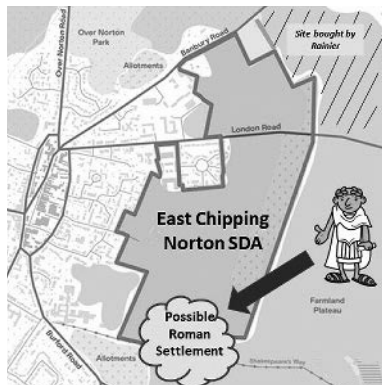 Over Norton
Park
Over Norton Road
Banbury Road
Site bought by
Rainier
Allotments
London Road
East Chipping
Norton SDA
Farmland
Plateau
Possible
Roman
Settlement
Burford Road
Allotments
Shakespeare's Way